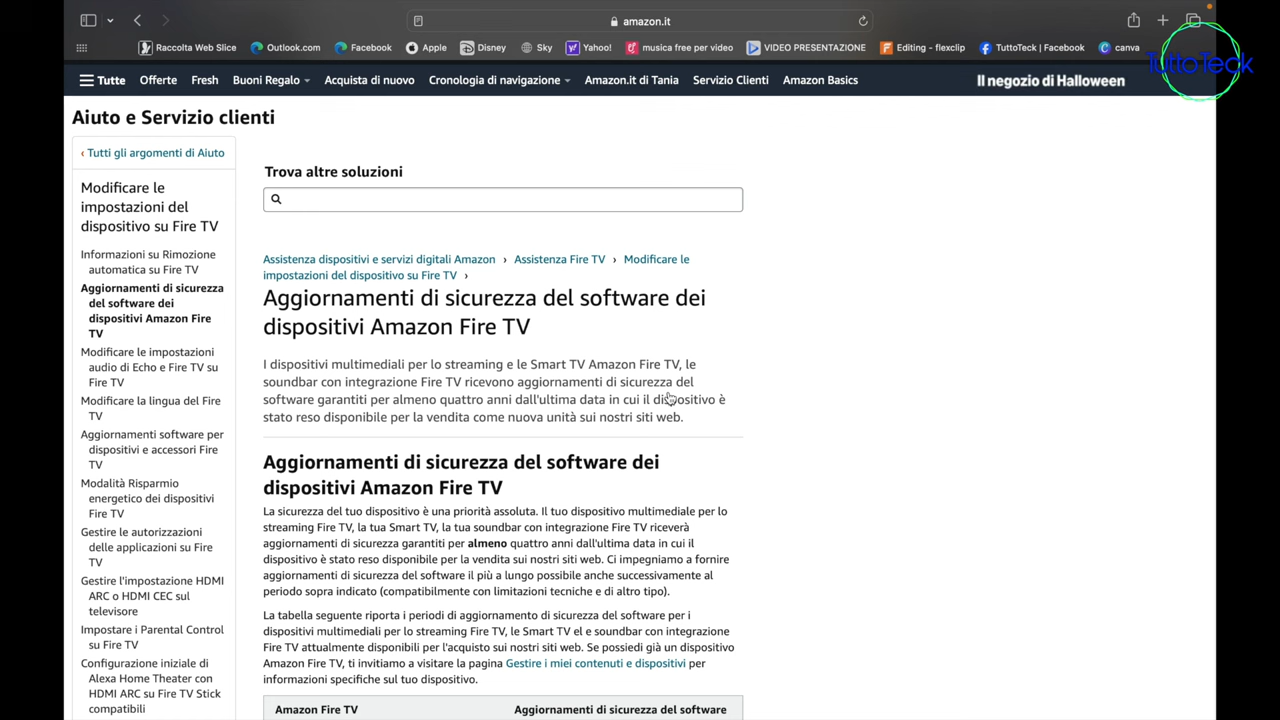 amazon.it
Raccolta Web Slice Outlook.com Facebook Apple Disney Sky Yahoo! musica free per video VIDEO PRESENTAZIONE Editing - flexclip TuttoTeck | Facebook canva
TuttoTeck
Tutte Offerte Fresh Buoni Regalo Acquista di nuovo Cronologia di navigazione Amazon.it di Tania Servizio Clienti Amazon Basics Il negozio di Halloween
Aiuto e Servizio clienti
‹ Tutti gli argomenti di Aiuto
Modificare le
impostazioni del
dispositivo su Fire TV
Informazioni su Rimozione
automatica su Fire TV
Aggiornamenti di sicurezza
del software dei
dispositivi Amazon Fire
TV
Modificare le impostazioni
audio di Echo e Fire TV su
Fire TV
Modificare la lingua del Fire
TV
Aggiornamenti software per
dispositivi e accessori Fire
TV
Modalità Risparmio
energetico dei dispositivi
Fire TV
Gestire le autorizzazioni
delle applicazioni su Fire
TV
Gestire l'impostazione HDMI
ARC o HDMI CEC sul
televisore
Impostare i Parental Control
su Fire TV
Configurazione iniziale di
Alexa Home Theater con
HDMI ARC su Fire TV Stick
compatibili
Trova altre soluzioni
Assistenza dispositivi e servizi digitali Amazon › Assistenza Fire TV › Modificare le
impostazioni del dispositivo su Fire TV ›
Aggiornamenti di sicurezza del software dei
dispositivi Amazon Fire TV
I dispositivi multimediali per lo streaming e le Smart TV Amazon Fire TV, le
soundbar con integrazione Fire TV ricevono aggiornamenti di sicurezza del
software garantiti per almeno quattro anni dall'ultima data in cui il dispositivo è
stato reso disponibile per la vendita come nuova unità sui nostri siti web.
Aggiornamenti di sicurezza del software dei
dispositivi Amazon Fire TV
La sicurezza del tuo dispositivo è una priorità assoluta. Il tuo dispositivo multimediale per lo
streaming Fire TV, la tua Smart TV, la tua soundbar con integrazione Fire TV riceverà
aggiornamenti di sicurezza garantiti per almeno quattro anni dall'ultima data in cui il
dispositivo è stato reso disponibile per la vendita sui nostri siti web. Ci impegniamo a fornire
aggiornamenti di sicurezza del software il più a lungo possibile anche successivamente al
periodo sopra indicato (compatibilmente con limitazioni tecniche e di altro tipo).
La tabella seguente riporta i periodi di aggiornamento di sicurezza del software per i
dispositivi multimediali per lo streaming Fire TV, le Smart TV el e soundbar con integrazione
Fire TV attualmente disponibili per l'acquisto sui nostri siti web. Se possiedi già un dispositivo
Amazon Fire TV, ti invitiamo a visitare la pagina Gestire i miei contenuti e dispositivi per
informazioni specifiche sul tuo dispositivo.
Amazon Fire TV Aggiornamenti di sicurezza del software